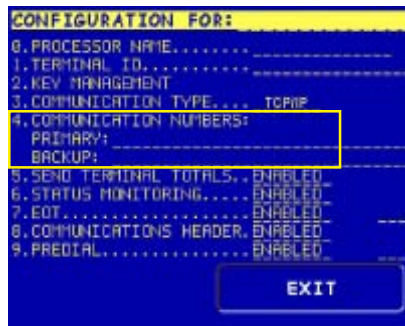 CONFIGURATION FOR:
0.PROCESSOR NAME........
1.TERMINAL ID...........
2.KEY MANAGEMENT
3.COMMUNICATION TYPE.... TCP/IP
4.COMMUNICATION NUMBERS:
PRIMARY:
BACKUP:
5.SEND TERMINAL TOTALS..ENABLED
6.STATUS MONITORING.....ENABLED
7.EOT...................ENABLED
8.COMMUNICATIONS HEADER.ENABLED
9.PREDIAL...............ENABLED
EXIT